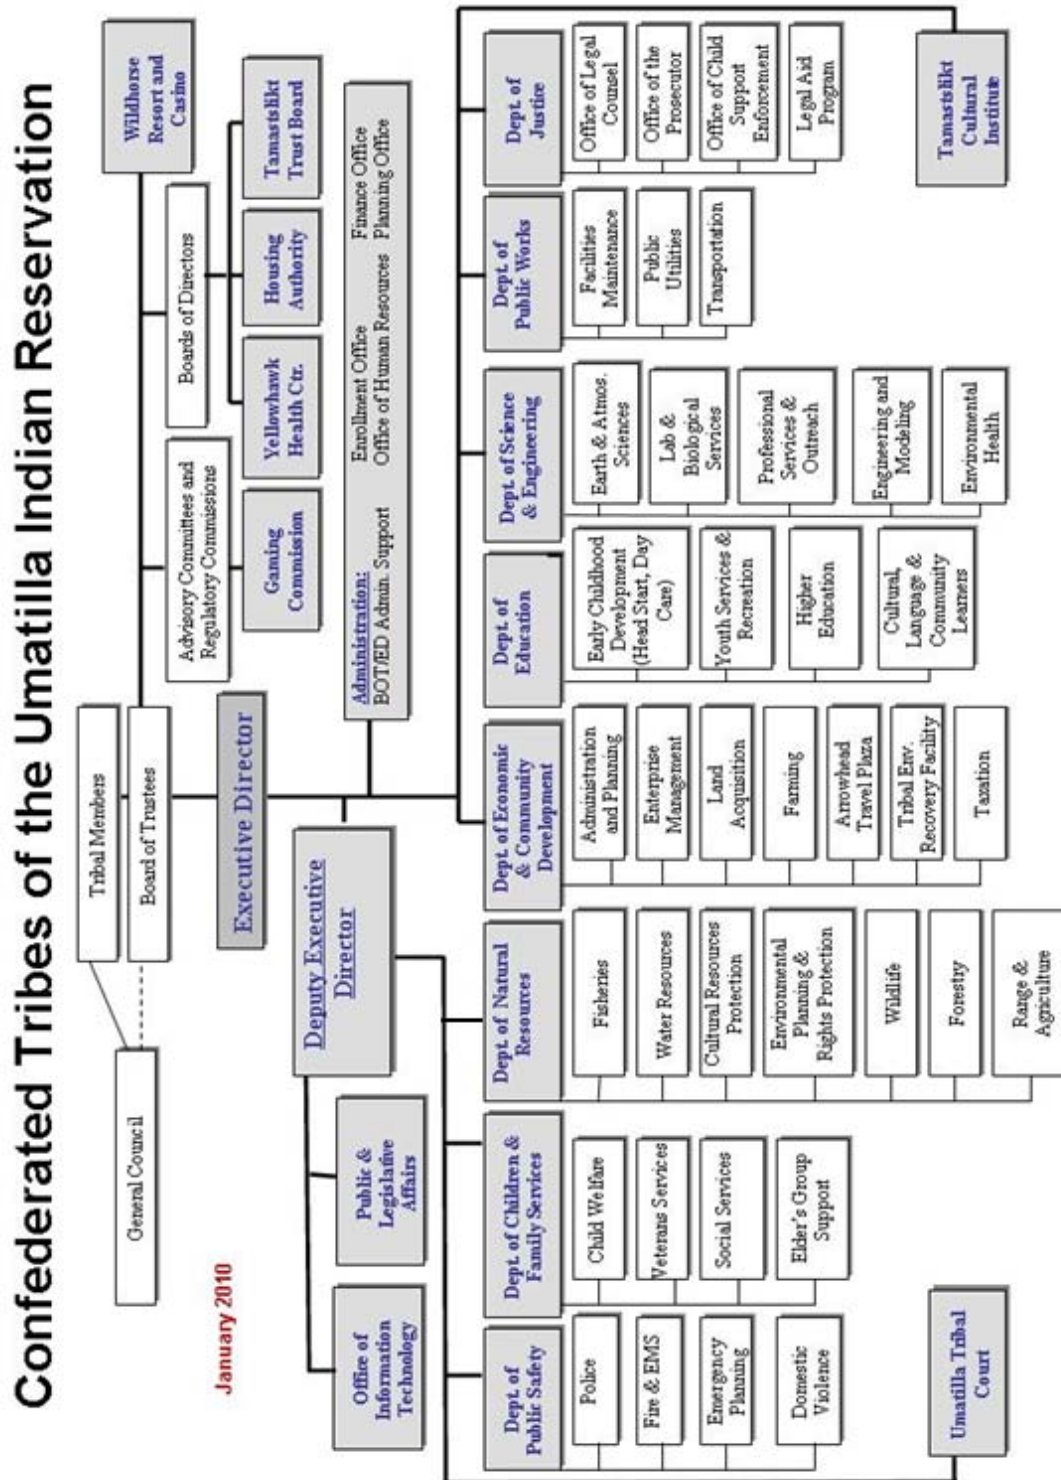 Confederated Tribes of the Umatilla Indian Reservation
January 2010
General Council
Tribal Members
Board of Trustees
Executive Director
Wildhorse
Resort and
Casino
Advisory Committees and
Regulatory Commissions
Boards of Directors
Gaming
Commission
Yellowhawk
Health Ctr.
Housing
Authority
Tamastslikt
Trust Board
Deputy Executive
Director
Administration:
BOT/ED Admin. Support
Enrollment Office
Office of Human Resources
Finance Office
Planning Office
Office of
Information
Technology
Public &
Legislative
Affairs
Dept. of
Public Safety
Police
Fire & EMS
Emergency
Planning
Domestic
Violence
Dept. of Children &
Family Services
Child Welfare
Veterans Services
Social Services
Elder's Group
Support
Dept. of Natural
Resources
Fisheries
Water Resources
Cultural Resources
Protection
Environmental
Planning &
Rights Protection
Wildlife
Forestry
Range &
Agriculture
Dept. of Economic
& Community
Development
Administration
and Planning
Enterprise
Management
Land
Acquisition
Farming
Arrowhead
Travel Plaza
Tribal Env.
Recovery Facility
Taxation
Dept. of
Education
Early Childhood
Development
(Head Start, Day
Care)
Youth Services &
Recreation
Higher
Education
Cultural,
Language &
Community
Learners
Dept. of Science
& Engineering
Earth & Atmos.
Sciences
Lab &
Biological
Services
Professional
Services &
Outreach
Engineering and
Modeling
Environmental
Health
Dept. of
Public Works
Facilities
Maintenance
Public
Utilities
Transportation
Dept. of
Justice
Office of Legal
Counsel
Office of the
Prosecutor
Office of Child
Support
Enforcement
Legal Aid
Program
Umatilla Tribal
Court
Tamastslikt
Cultural
Institute